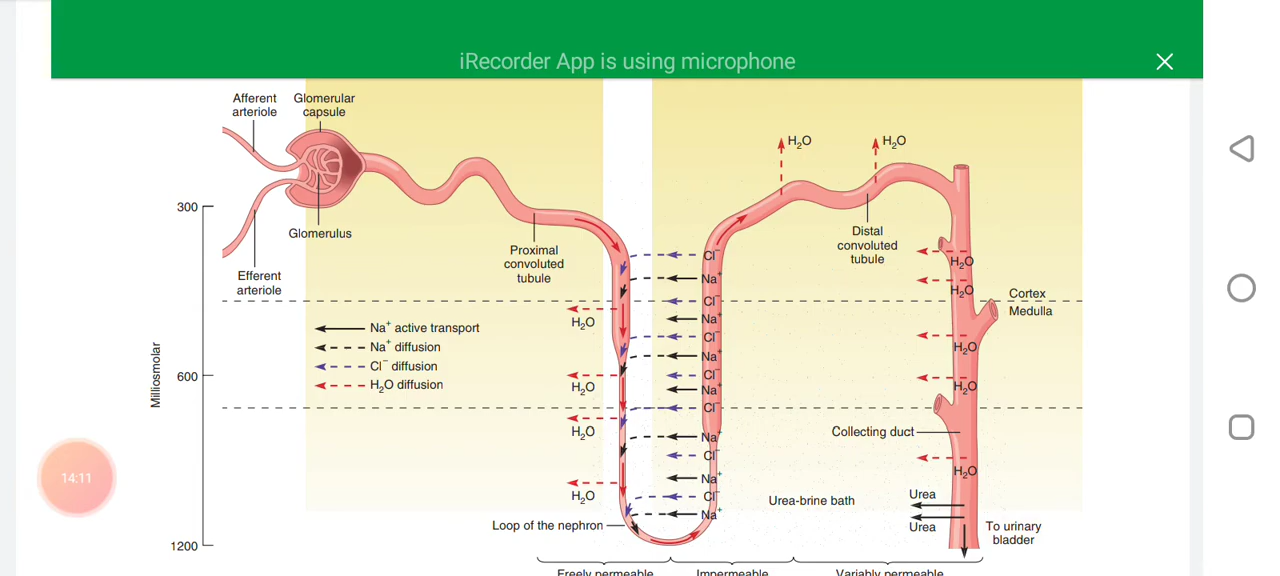 iRecorder App is using microphone
Afferent
arteriole
Glomerular
capsule
Glomerulus
Efferent
arteriole
Proximal
convoluted
tubule
H₂O
H₂O
Distal
convoluted
tubule
300
600
1200
Milliosmolar
Na⁺ active transport
Na⁺ diffusion
Cl⁻ diffusion
H₂O diffusion
H₂O
H₂O
H₂O
H₂O
Cl⁻
Na⁺
Cl⁻
Na⁺
Cl⁻
Na⁺
Cl⁻
Na⁺
Cl⁻
Na⁺
Cl⁻
Na⁺
Cl⁻
Na⁺
H₂O
H₂O
Cortex
Medulla
H₂O
H₂O
Collecting duct
H₂O
Urea-brine bath
Urea
Urea
To urinary
bladder
Loop of the nephron
Freely permeable
Impermeable
Variably permeable
14:11